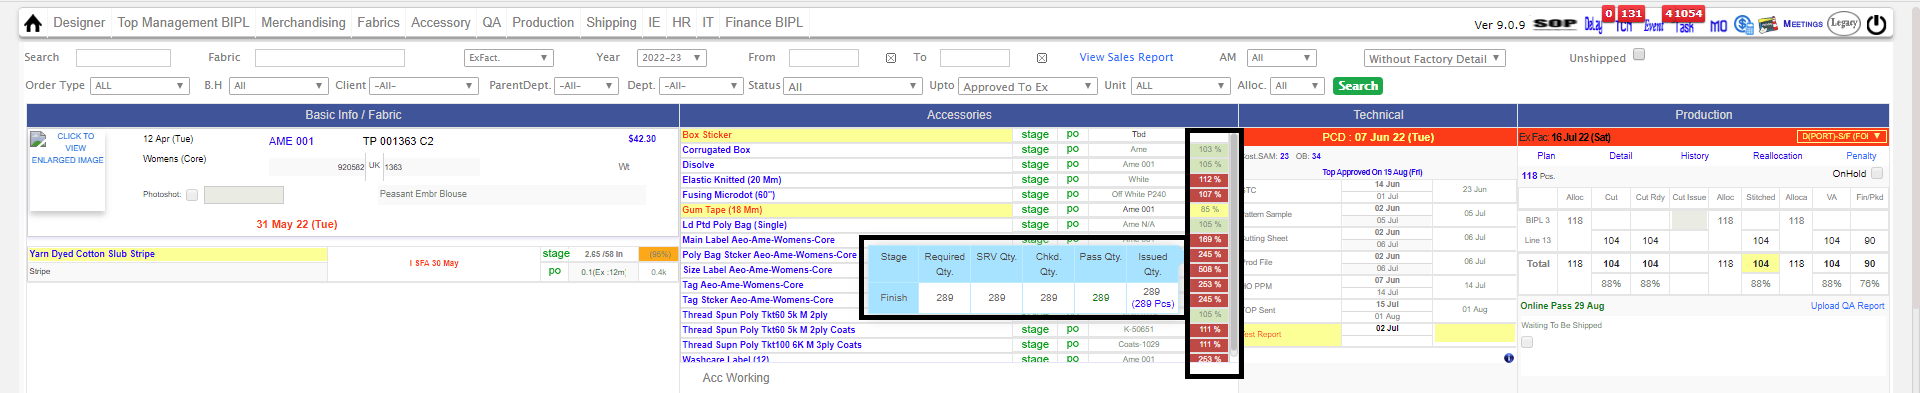 Designer Top Management BIPL Merchandising Fabrics Accessory QA Production Shipping IE HR IT Finance BIPL Ver 9.0.9 SOP Delay 0 TCN 131 Event Task 41054 MO MEETINGS Legacy
Search Fabric ExFact. Year 2022-23 From To View Sales Report AM All Without Factory Detail Unshipped
Order Type ALL B.H All Client -All- ParentDept. -All- Dept. -All- Status All Upto Approved To Ex Unit ALL Alloc. All Search
Basic Info / Fabric Accessories Technical Production
CLICK TO VIEW ENLARGED IMAGE
12 Apr (Tue) AME 001 TP 001363 C2 $42.30
Womens (Core) 920562 UK 1363 Wt
Photoshot: Peasant Embr Blouse
31 May 22 (Tue)
Yarn Dyed Cotton Slub Stripe I SFA 30 May stage 2.65 /58 In (96%)
Stripe po 0.1(Ex :12m) 0.4k
Box Sticker stage po Tbd
Corrugated Box stage po Ame 103 %
Disolve stage po Ame 001 105 %
Elastic Knitted (20 Mm) stage po White 112 %
Fusing Microdot (60") stage po Off White P240 107 %
Gum Tape (18 Mm) stage po Ame 001 85 %
Ld Ptd Poly Bag (Single) stage po Ame N/A 105 %
Main Label Aeo-Ame-Womens-Core 169 %
Poly Bag Stcker Aeo-Ame-Womens-Core 245 %
Size Label Aeo-Ame-Womens-Core 508 %
Tag Aeo-Ame-Womens-Core 253 %
Tag Stcker Aeo-Ame-Womens-Core 245 %
Thread Spun Poly Tkt60 5k M 2ply 105 %
Thread Spun Poly Tkt60 5k M 2ply Coats stage po K-50651 111 %
Thread Supn Poly Tkt100 6K M 3ply Coats stage po Coats-1029 111 %
Washcare Label (12) stage po Ame 001 253 %
Acc Working
Stage Required Qty. SRV Qty. Chkd. Qty. Pass Qty. Issued Qty.
Finish 289 289 289 289 289 (289 Pcs)
PCD : 07 Jun 22 (Tue)
Cost.SAM: 23 OB: 34
Top Approved On 19 Aug (Fri)
STC 14 Jun 01 Jul 23 Jun
Pattern Sample 02 Jun 05 Jul 05 Jul
Cutting Sheet 02 Jun 06 Jul 06 Jul
Prod File 02 Jun 06 Jul 06 Jul
HO PPM 07 Jun 14 Jul 14 Jul
TOP Sent 15 Jul 01 Aug 01 Aug
Test Report 02 Jul
Ex Fac: 16 Jul 22 (Sat) D(PORT)-S/F (FOI
Plan Detail History Reallocation Penalty
118 Pcs. OnHold
Alloc Cut Cut Rdy Cut Issue Alloc Stitched Alloca VA Fin/Pkd
BIPL 3 118 118 118
Line 13 104 104 104 104 90
Total 118 104 104 118 104 118 104 90
88% 88% 88% 88% 76%
Online Pass 29 Aug Upload QA Report
Waiting To Be Shipped